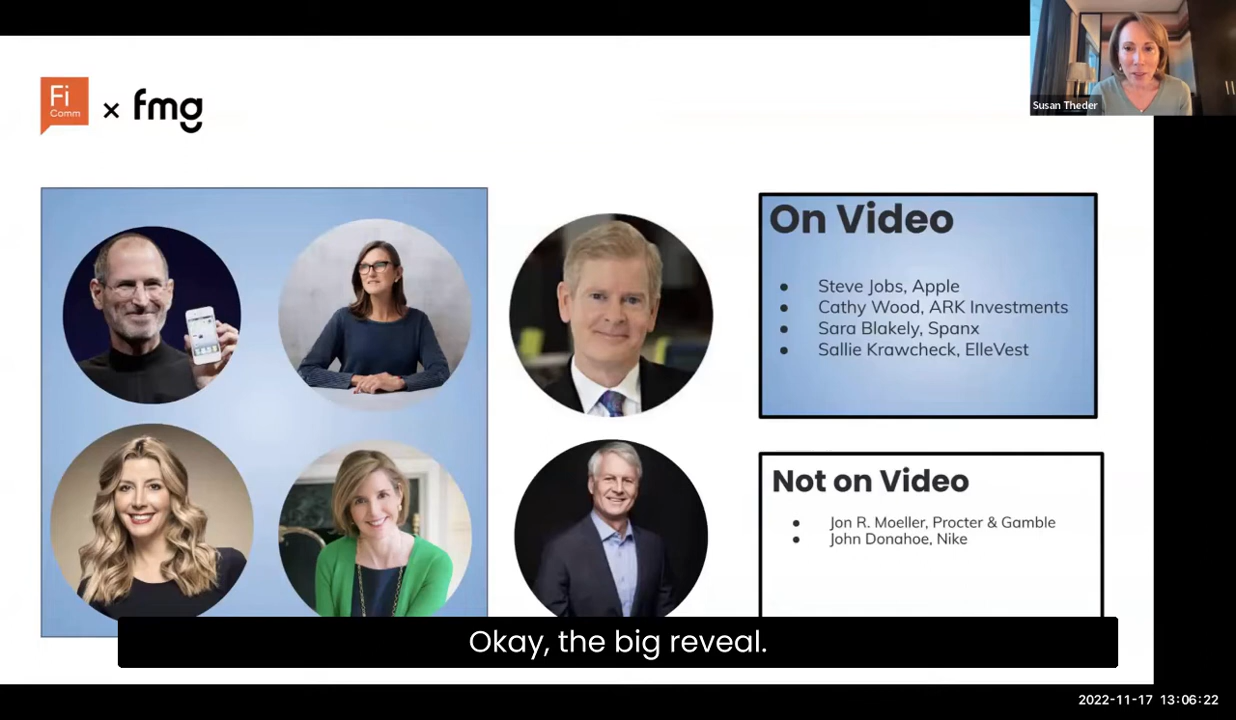 Susan Theder
Fi
Comm
x fmg
On Video
• Steve Jobs, Apple
• Cathy Wood, ARK Investments
• Sara Blakely, Spanx
• Sallie Krawcheck, ElleVest
Not on Video
• Jon R. Moeller, Procter & Gamble
• John Donahoe, Nike
Okay, the big reveal.
2022-11-17 13:06:22